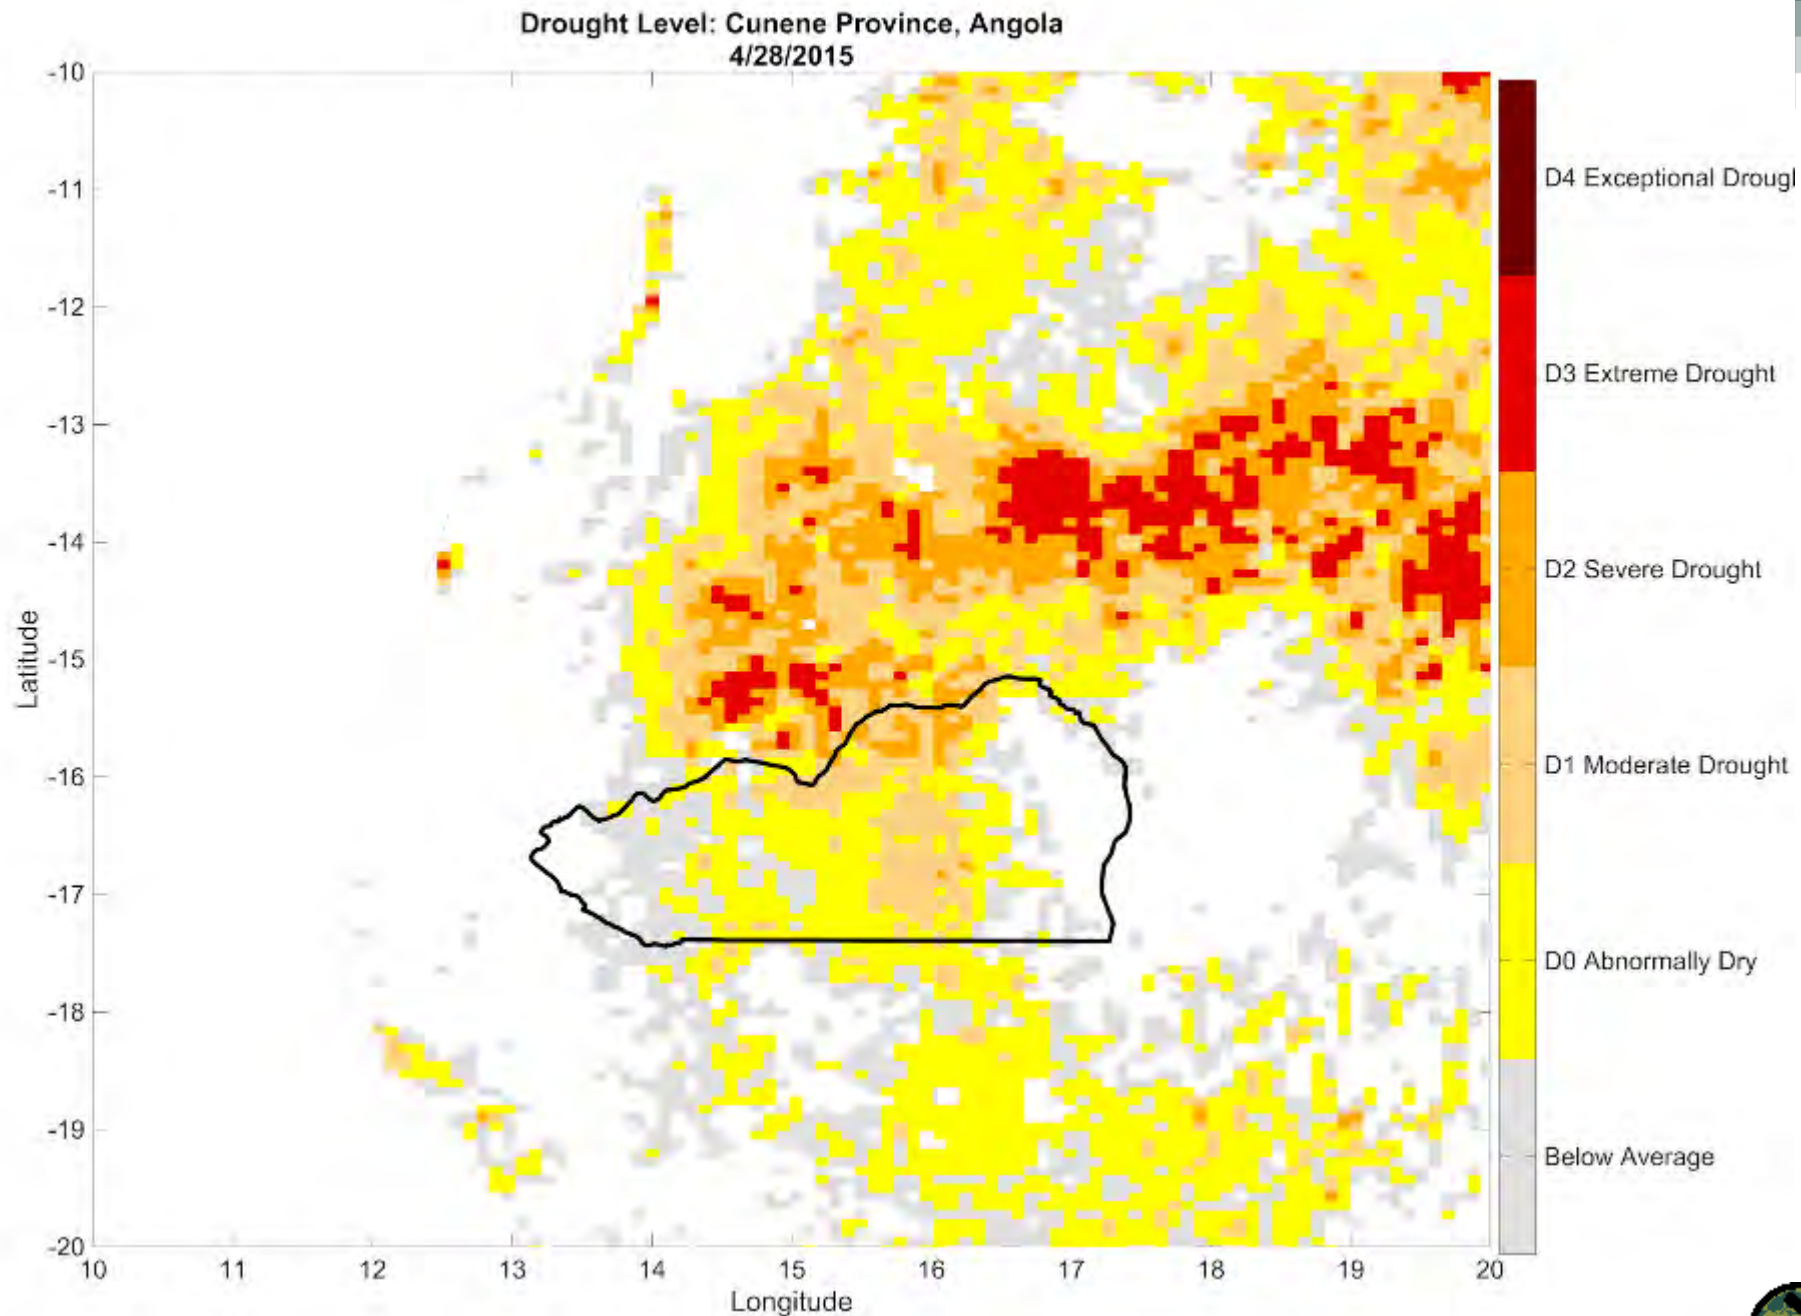 Drought Level: Cunene Province, Angola
4/28/2015
-10
-11
-12
-13
-14
-15
-16
-17
-18
-19
-20
Latitude
10 11 12 13 14 15 16 17 18 19 20
Longitude
D4 Exceptional Drough
D3 Extreme Drought
D2 Severe Drought
D1 Moderate Drought
D0 Abnormally Dry
Below Average